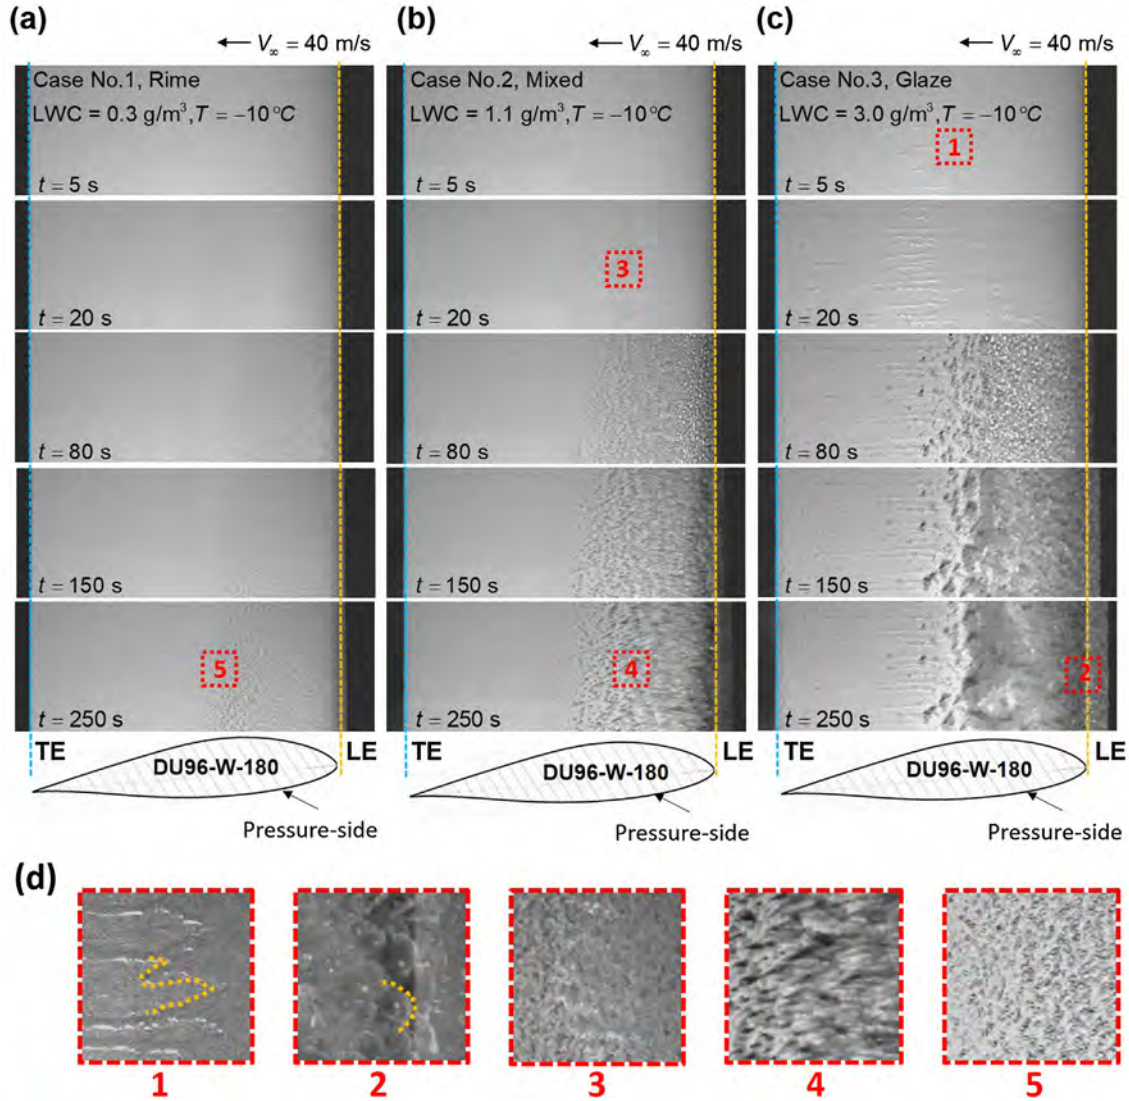 (a)
← V∞ = 40 m/s
Case No.1, Rime
LWC = 0.3 g/m³,T = −10 °C
t = 5 s
t = 20 s
t = 80 s
t = 150 s
5
t = 250 s
TE
LE
DU96-W-180
Pressure-side
(b)
← V∞ = 40 m/s
Case No.2, Mixed
LWC = 1.1 g/m³,T = −10 °C
t = 5 s
3
t = 20 s
t = 80 s
t = 150 s
4
t = 250 s
TE
LE
DU96-W-180
Pressure-side
(c)
← V∞ = 40 m/s
Case No.3, Glaze
LWC = 3.0 g/m³,T = −10 °C
1
t = 5 s
t = 20 s
t = 80 s
t = 150 s
2
t = 250 s
TE
LE
DU96-W-180
Pressure-side
(d)
1
2
3
4
5